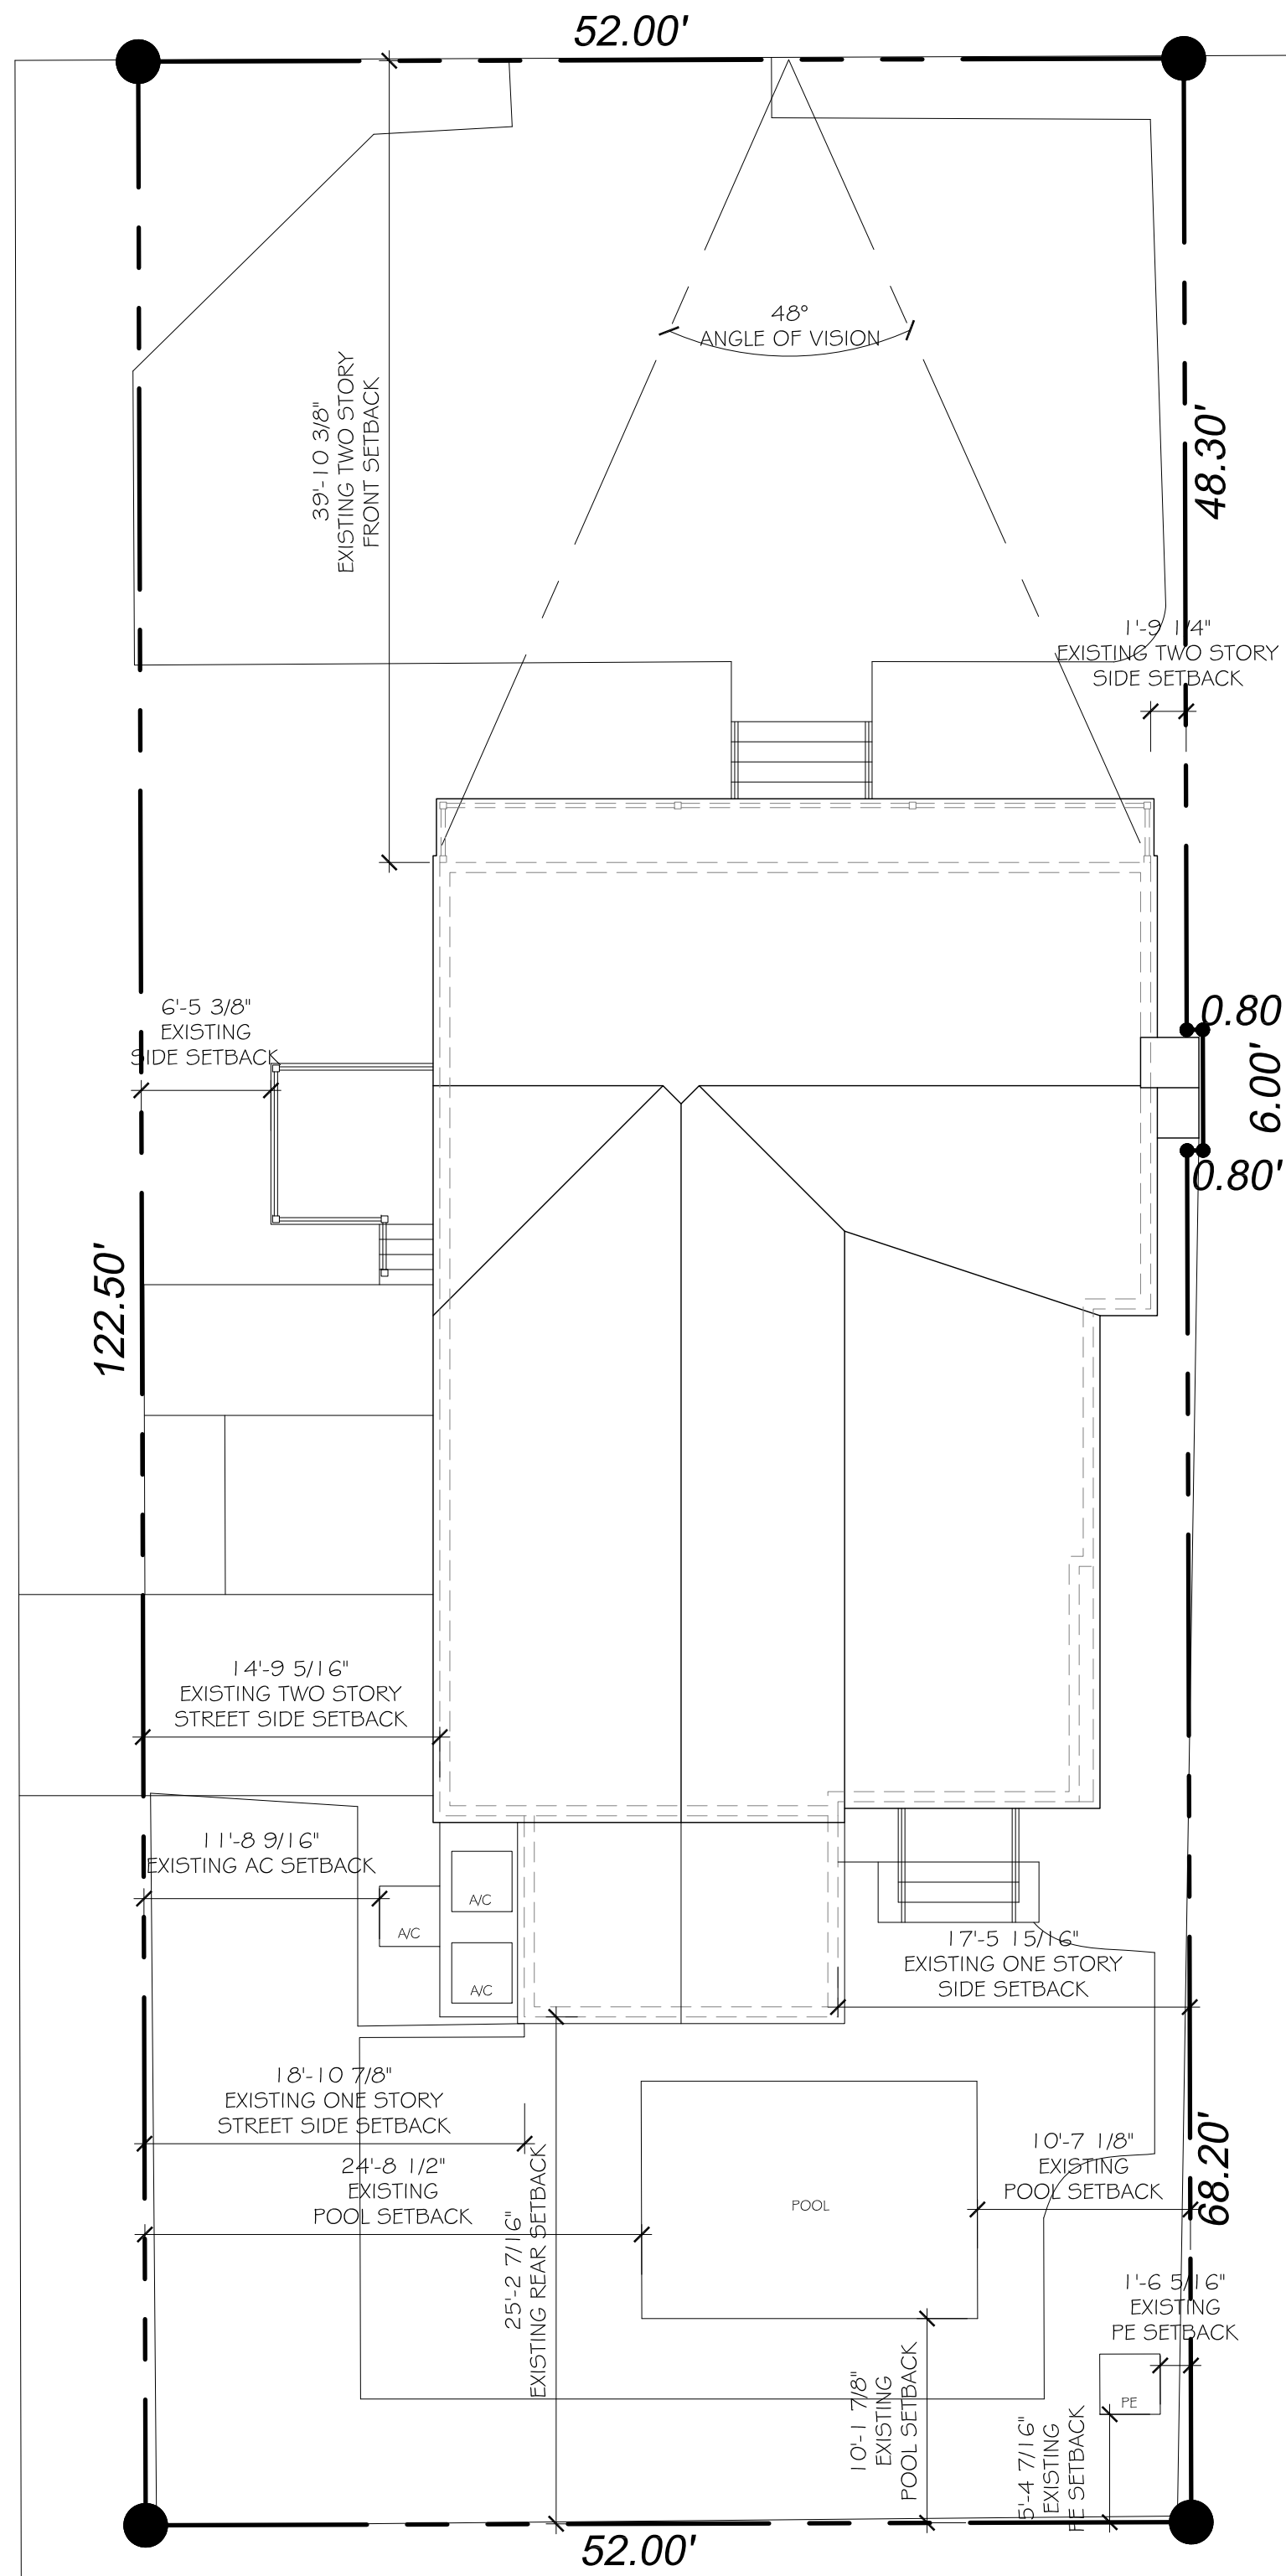 52.00'
48°
ANGLE OF VISION
39'-10 3/8"
EXISTING TWO STORY
FRONT SETBACK
48.30'
1'-9 1/4"
EXISTING TWO STORY
SIDE SETBACK
6'-5 3/8"
EXISTING
SIDE SETBACK
0.80
6.00'
0.80'
122.50'
14'-9 5/16"
EXISTING TWO STORY
STREET SIDE SETBACK
11'-8 9/16"
EXISTING AC SETBACK
A/C
A/C
A/C
17'-5 15/16"
EXISTING ONE STORY
SIDE SETBACK
18'-10 7/8"
EXISTING ONE STORY
STREET SIDE SETBACK
24'-8 1/2"
EXISTING
POOL SETBACK
25'-2 7/16"
EXISTING REAR SETBACK
POOL
10'-7 1/8"
EXISTING
POOL SETBACK
68.20'
1'-6 5/16"
EXISTING
PE SETBACK
10'-1 7/8"
EXISTING
POOL SETBACK
PE
5'-4 7/16"
EXISTING
PE SETBACK
52.00'